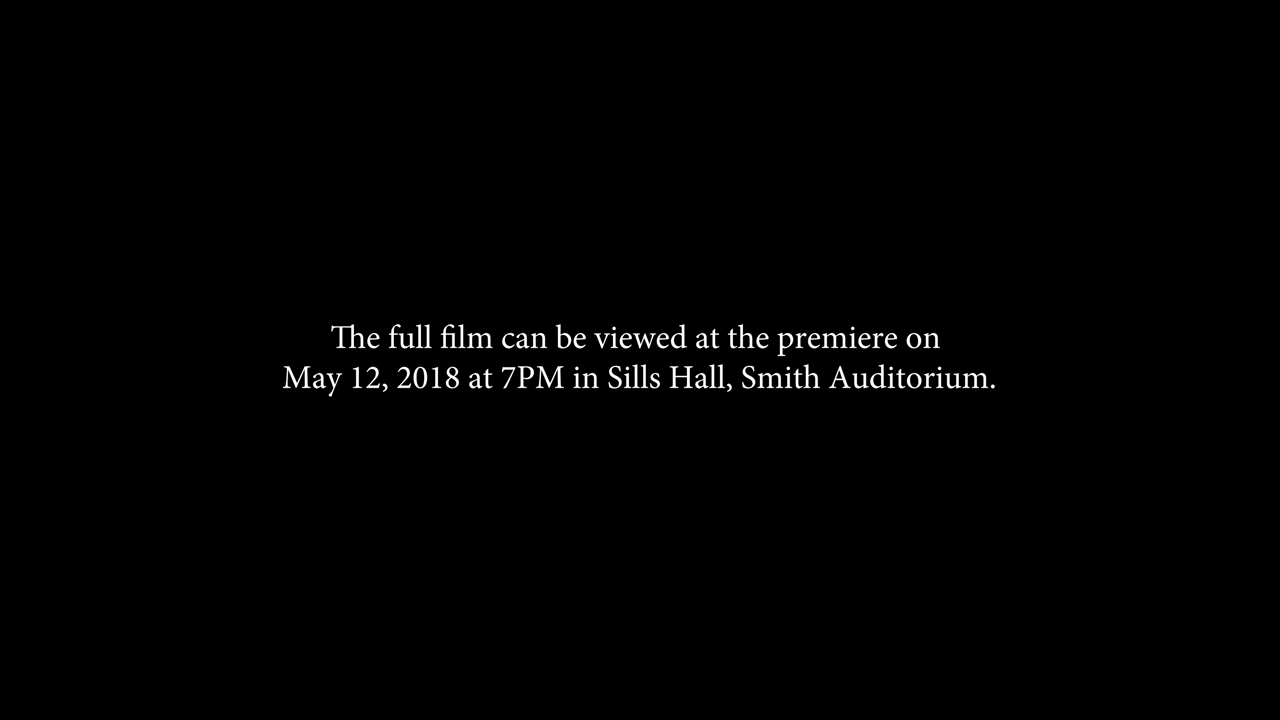 The full film can be viewed at the premiere on
May 12, 2018 at 7PM in Sills Hall, Smith Auditorium.